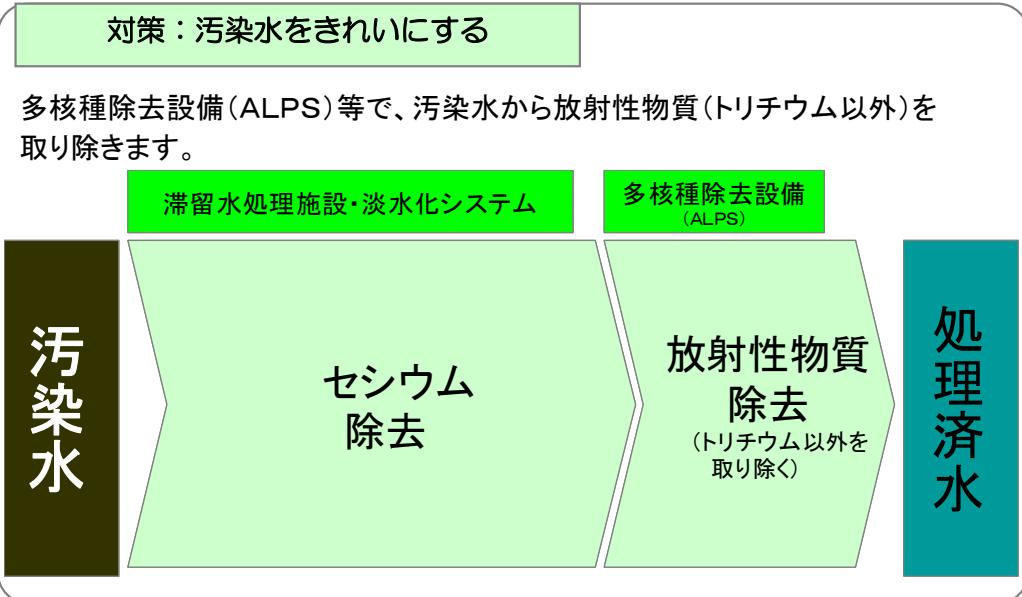 対策：汚染水をきれいにする
多核種除去設備（ALPS）等で、汚染水から放射性物質（トリチウム以外）を
取り除きます。
滞留水処理施設・淡水化システム
多核種除去設備
（ALPS）
汚染水
セシウム
除去
放射性物質
除去
（トリチウム以外を
取り除く）
処理済水